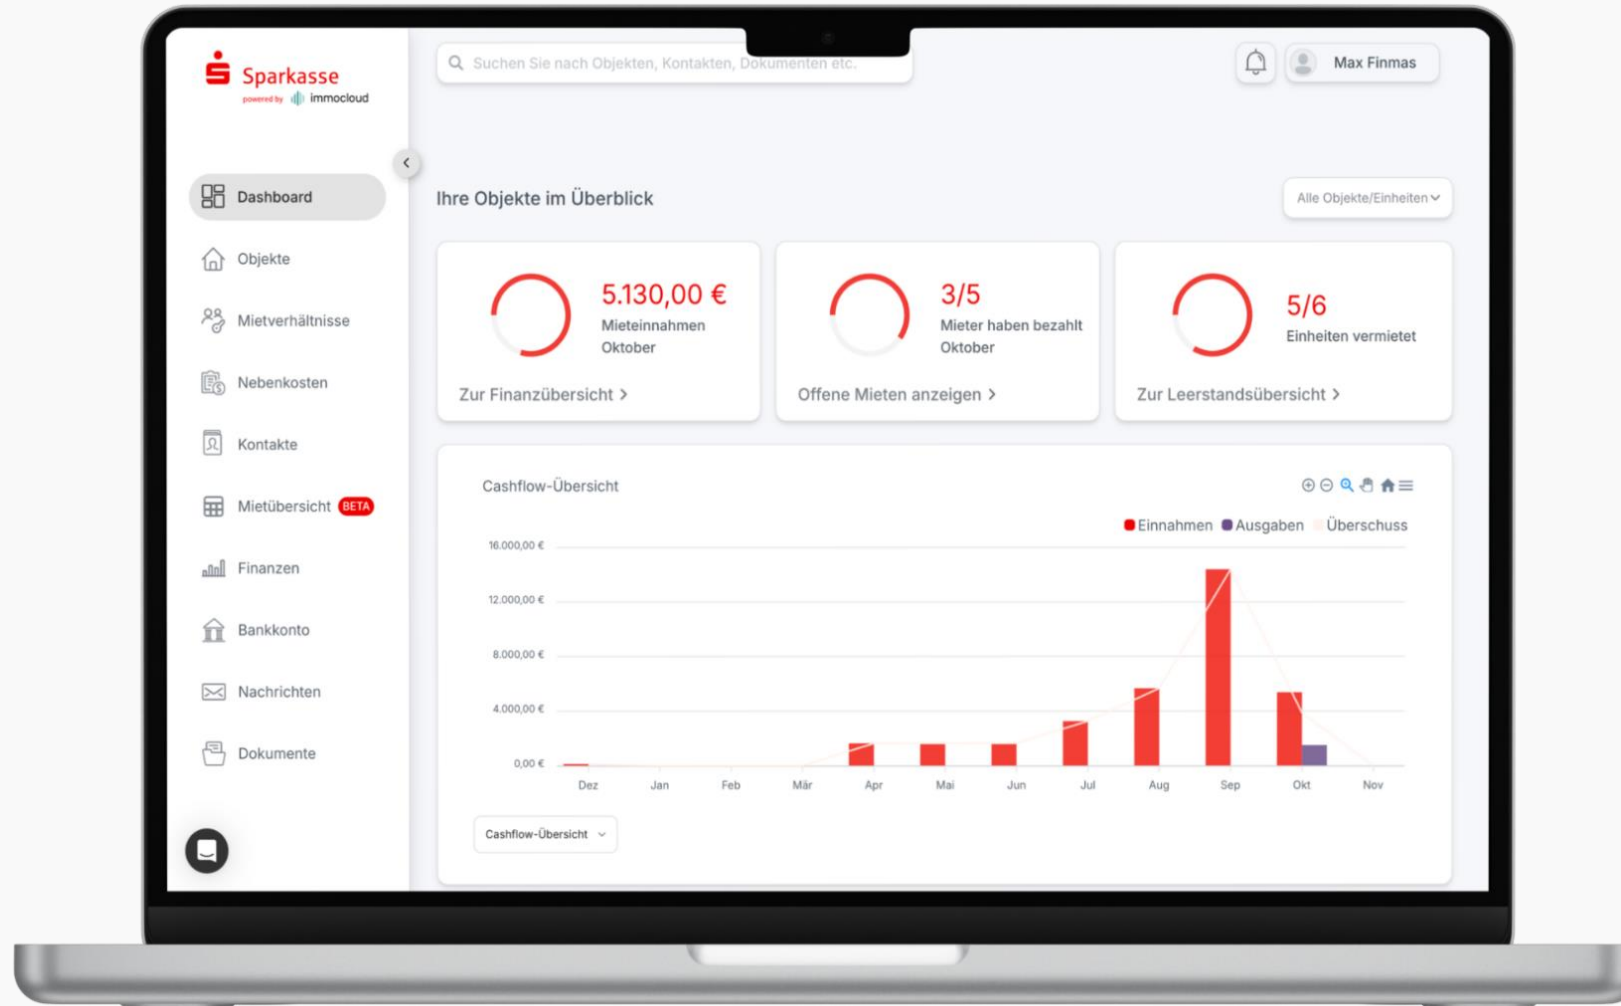 Sparkasse
powered by immocloud
Suchen Sie nach Objekten, Kontakten, Dokumenten etc.
Max Finmas
Dashboard
Objekte
Mietverhältnisse
Nebenkosten
Kontakte
Mietübersicht BETA
Finanzen
Bankkonto
Nachrichten
Dokumente
Ihre Objekte im Überblick
Alle Objekte/Einheiten
5.130,00 €
Mieteinnahmen
Oktober
Zur Finanzübersicht >
3/5
Mieter haben bezahlt
Oktober
Offene Mieten anzeigen >
5/6
Einheiten vermietet
Zur Leerstandsübersicht >
Cashflow-Übersicht
Einnahmen Ausgaben Überschuss
16.000,00 €
12.000,00 €
8.000,00 €
4.000,00 €
0,00 €
Dez Jan Feb Mär Apr Mai Jun Jul Aug Sep Okt Nov
Cashflow-Übersicht